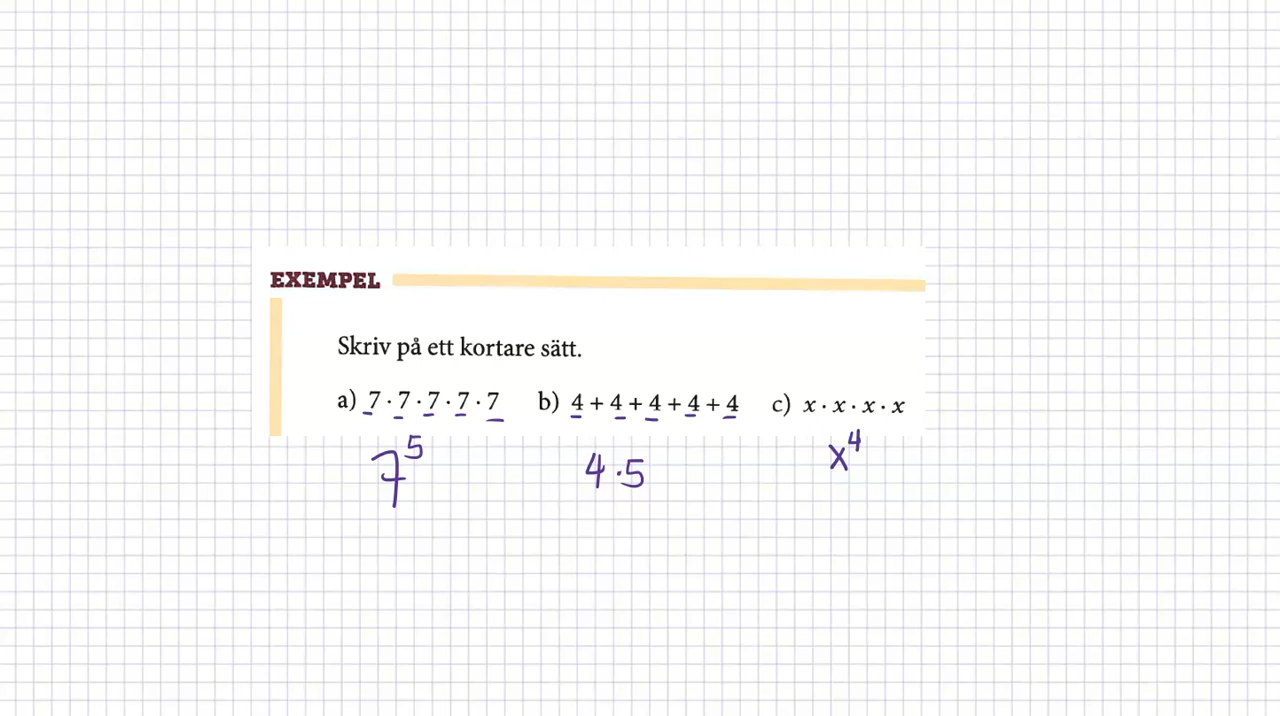 EXEMPEL
Skriv på ett kortare sätt.
a) 7 · 7 · 7 · 7 · 7 b) 4 + 4 + 4 + 4 + 4 c) x · x · x · x
7⁵ 4 · 5 x⁴